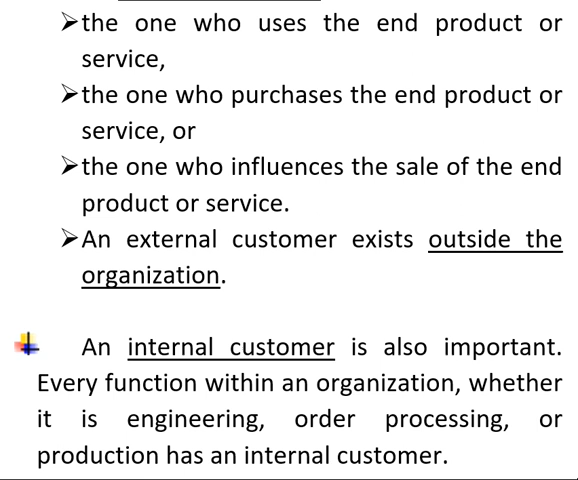 ➢the one who uses the end product or
service,
➢the one who purchases the end product or
service, or
➢the one who influences the sale of the end
product or service.
➢An external customer exists outside the
organization.
An internal customer is also important.
Every function within an organization, whether
it is engineering, order processing, or
production has an internal customer.